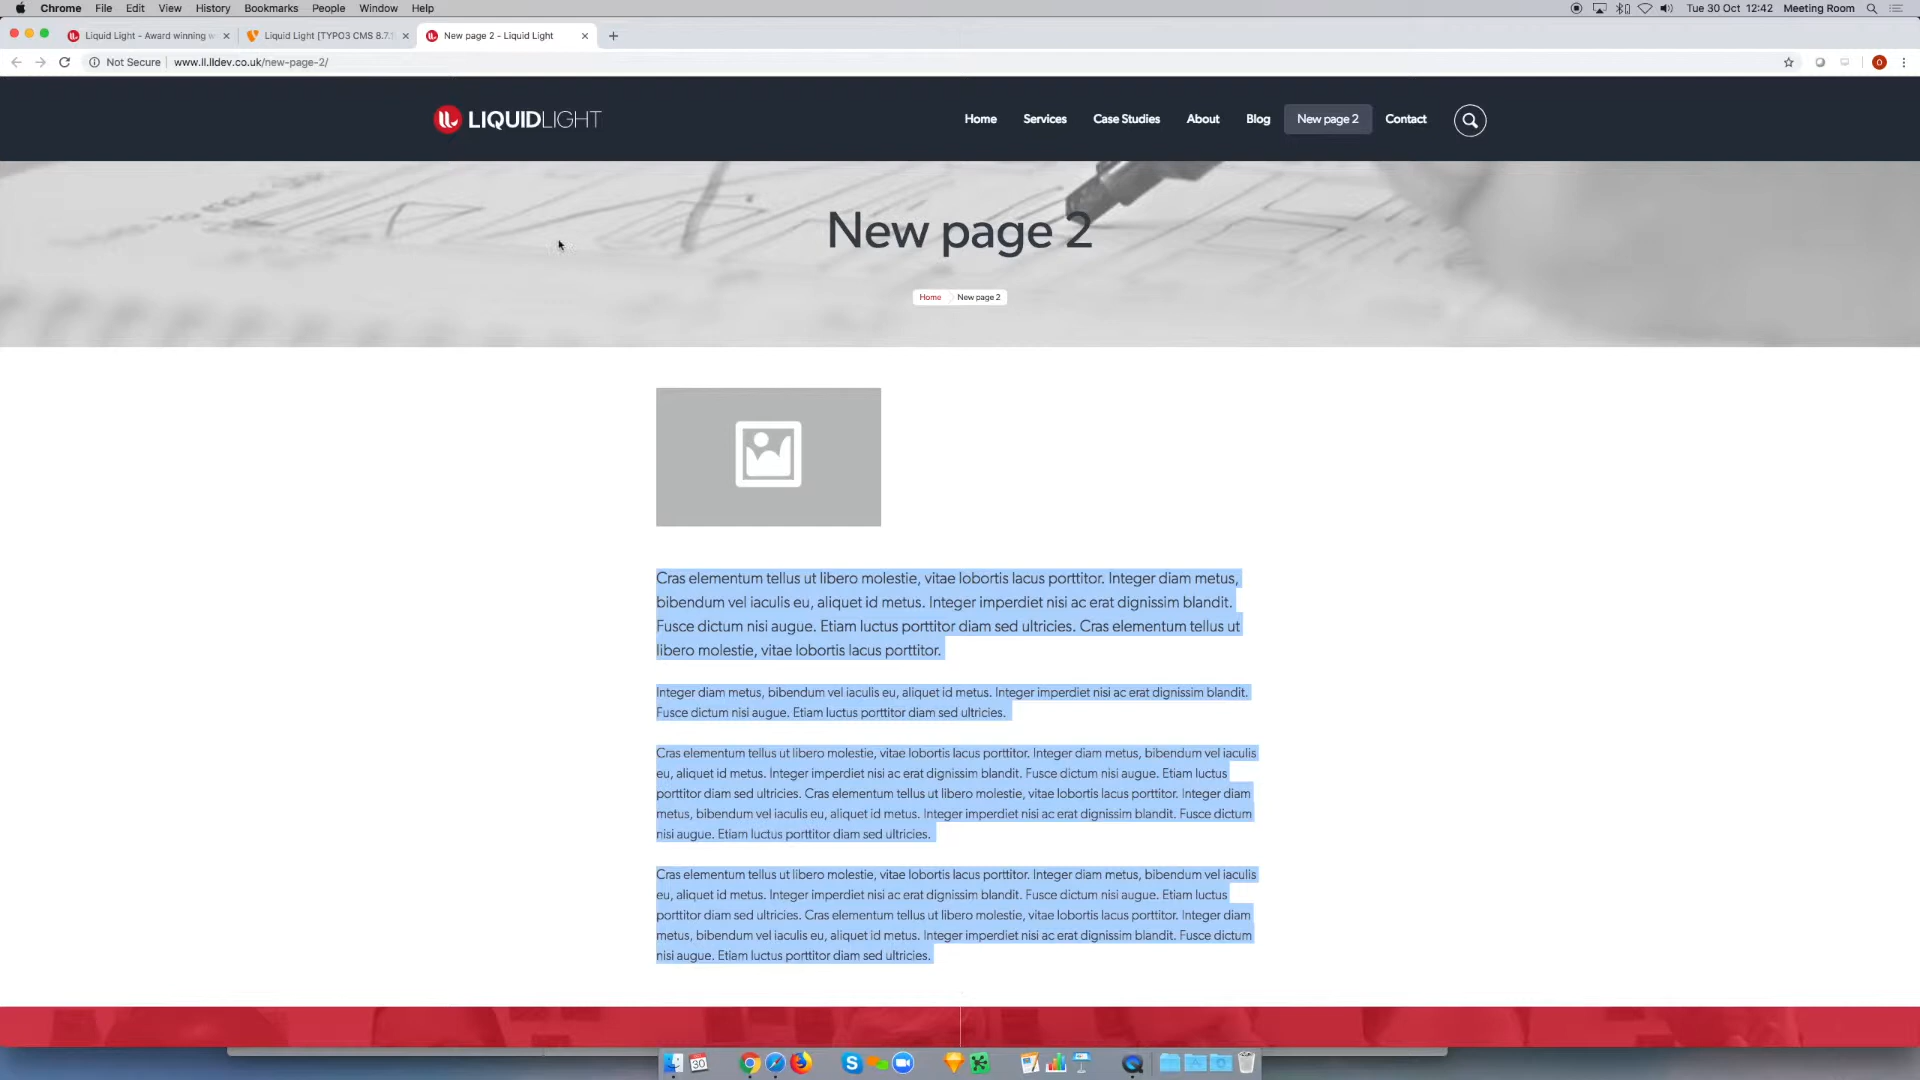 Chrome File Edit View History Bookmarks People Window Help
Tue 30 Oct 12:42 Meeting Room
Liquid Light - Award winning
Liquid Light [TYPO3 CMS 8.7.1
New page 2 - Liquid Light
Not Secure www.ll.lldev.co.uk/new-page-2/
O
LIQUIDLIGHT
Home Services Case Studies About Blog New page 2 Contact
New page 2
Home New page 2
Cras elementum tellus ut libero molestie, vitae lobortis lacus porttitor. Integer diam metus,
bibendum vel iaculis eu, aliquet id metus. Integer imperdiet nisi ac erat dignissim blandit.
Fusce dictum nisi augue. Etiam luctus porttitor diam sed ultricies. Cras elementum tellus ut
libero molestie, vitae lobortis lacus porttitor.
Integer diam metus, bibendum vel iaculis eu, aliquet id metus. Integer imperdiet nisi ac erat dignissim blandit.
Fusce dictum nisi augue. Etiam luctus porttitor diam sed ultricies.
Cras elementum tellus ut libero molestie, vitae lobortis lacus porttitor. Integer diam metus, bibendum vel iaculis
eu, aliquet id metus. Integer imperdiet nisi ac erat dignissim blandit. Fusce dictum nisi augue. Etiam luctus
porttitor diam sed ultricies. Cras elementum tellus ut libero molestie, vitae lobortis lacus porttitor. Integer diam
metus, bibendum vel iaculis eu, aliquet id metus. Integer imperdiet nisi ac erat dignissim blandit. Fusce dictum
nisi augue. Etiam luctus porttitor diam sed ultricies.
Cras elementum tellus ut libero molestie, vitae lobortis lacus porttitor. Integer diam metus, bibendum vel iaculis
eu, aliquet id metus. Integer imperdiet nisi ac erat dignissim blandit. Fusce dictum nisi augue. Etiam luctus
porttitor diam sed ultricies. Cras elementum tellus ut libero molestie, vitae lobortis lacus porttitor. Integer diam
metus, bibendum vel iaculis eu, aliquet id metus. Integer imperdiet nisi ac erat dignissim blandit. Fusce dictum
nisi augue. Etiam luctus porttitor diam sed ultricies.
30